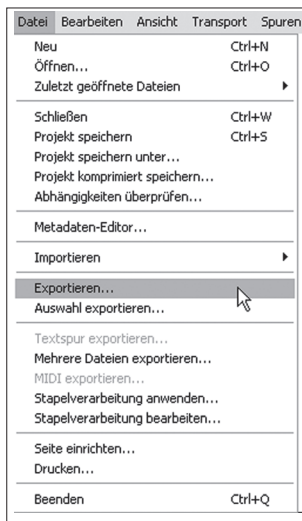 Datei Bearbeiten Ansicht Transport Spuren
Neu Ctrl+N
Öffnen... Ctrl+O
Zuletzt geöffnete Dateien
Schließen Ctrl+W
Projekt speichern Ctrl+S
Projekt speichern unter...
Projekt komprimiert speichern...
Abhängigkeiten überprüfen...
Metadaten-Editor...
Importieren
Exportieren...
Auswahl exportieren...
Textspur exportieren...
Mehrere Dateien exportieren...
MIDI exportieren...
Stapelverarbeitung anwenden...
Stapelverarbeitung bearbeiten...
Seite einrichten...
Drucken...
Beenden Ctrl+Q